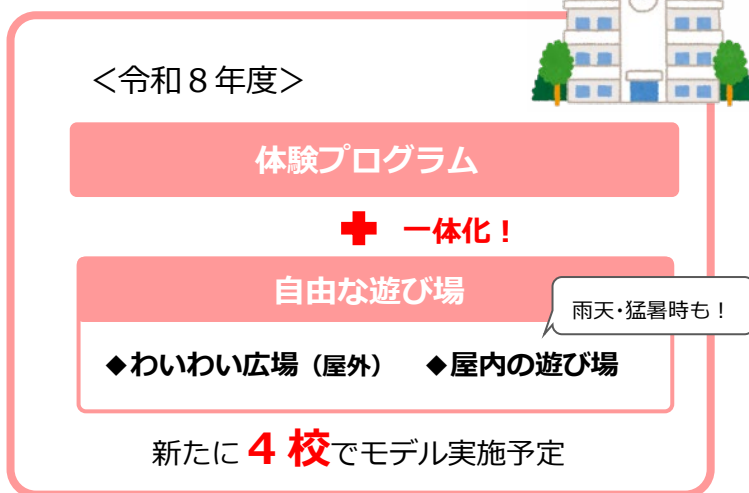 ＜令和８年度＞
体験プログラム
一体化！
自由な遊び場
雨天・猛暑時も！
◆わいわい広場（屋外） ◆屋内の遊び場
新たに４校でモデル実施予定